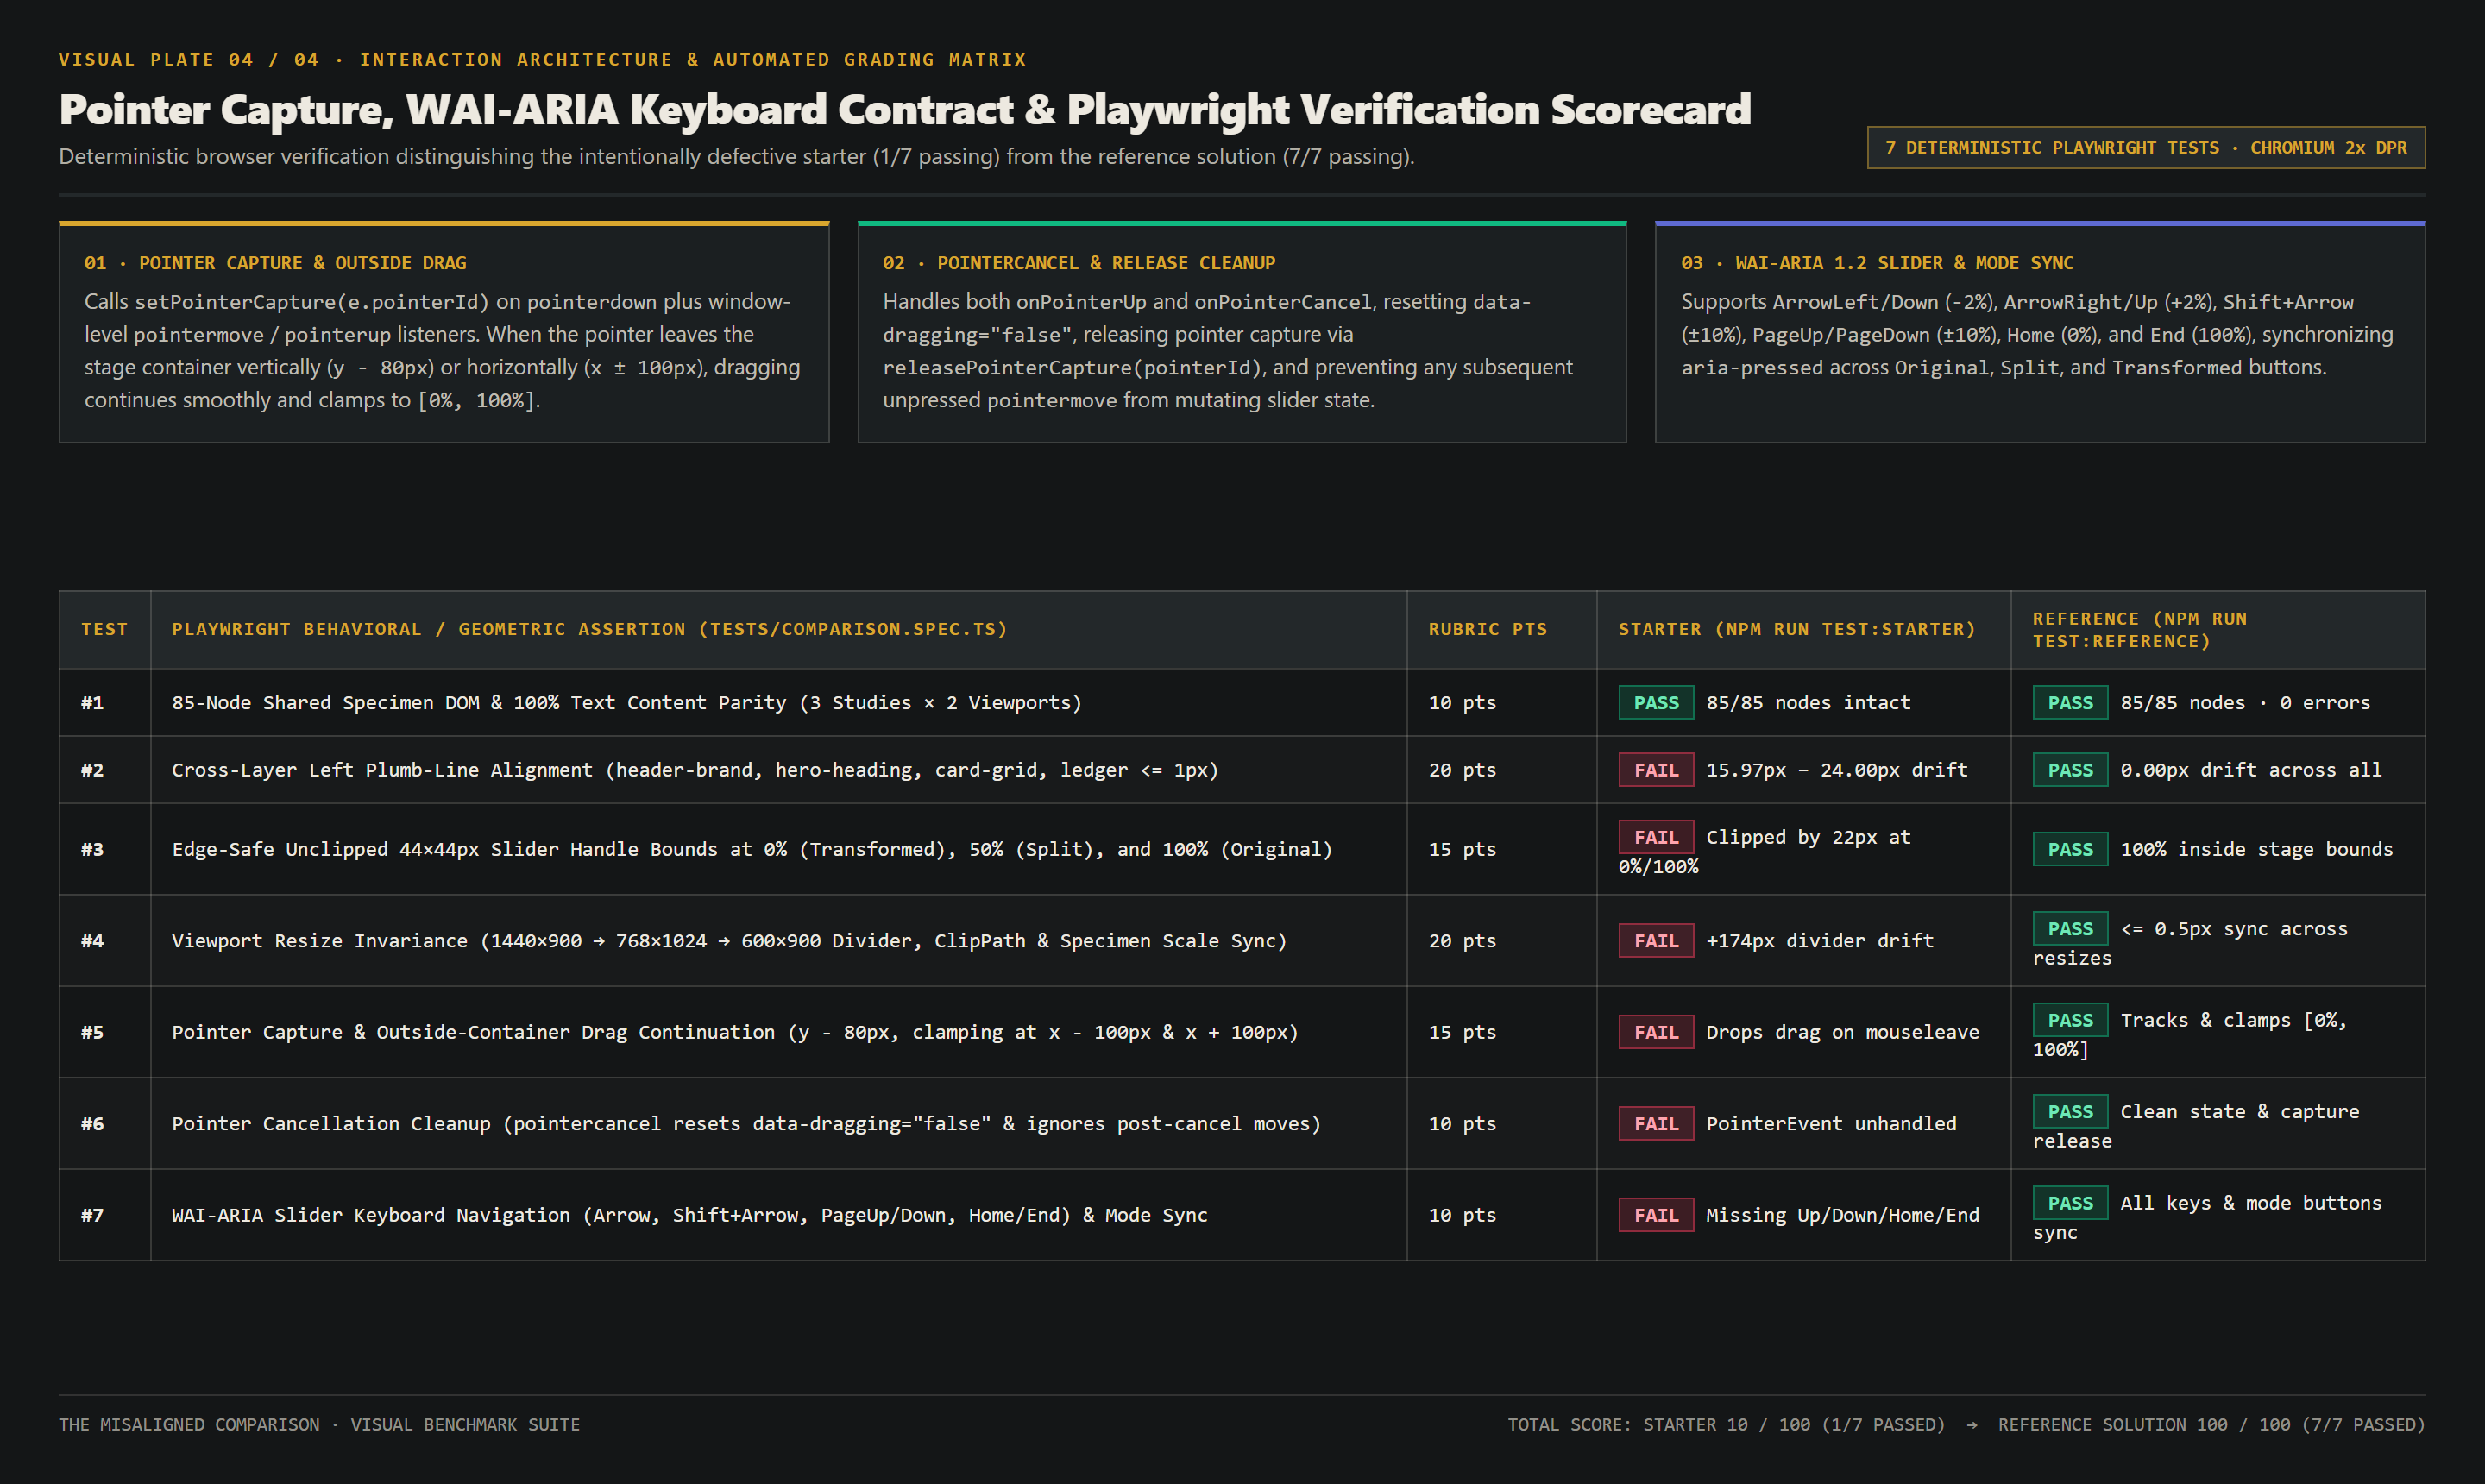 VISUAL PLATE 04 / 04 · INTERACTION ARCHITECTURE & AUTOMATED GRADING MATRIX
Pointer Capture, WAI-ARIA Keyboard Contract & Playwright Verification Scorecard
Deterministic browser verification distinguishing the intentionally defective starter (1/7 passing) from the reference solution (7/7 passing).
7 DETERMINISTIC PLAYWRIGHT TESTS · CHROMIUM 2x DPR
01 · POINTER CAPTURE & OUTSIDE DRAG
Calls setPointerCapture(e.pointerId) on pointerdown plus window-
level pointermove / pointerup listeners. When the pointer leaves the
stage container vertically (y - 80px) or horizontally (x ± 100px), dragging
continues smoothly and clamps to [0%, 100%].
02 · POINTERCANCEL & RELEASE CLEANUP
Handles both onPointerUp and onPointerCancel, resetting data-
dragging="false", releasing pointer capture via
releasePointerCapture(pointerId), and preventing any subsequent
unpressed pointermove from mutating slider state.
03 · WAI-ARIA 1.2 SLIDER & MODE SYNC
Supports ArrowLeft/Down (-2%), ArrowRight/Up (+2%), Shift+Arrow
(±10%), PageUp/PageDown (±10%), Home (0%), and End (100%), synchronizing
aria-pressed across Original, Split, and Transformed buttons.
TEST PLAYWRIGHT BEHAVIORAL / GEOMETRIC ASSERTION (TESTS/COMPARISON.SPEC.TS) RUBRIC PTS STARTER (NPM RUN TEST:STARTER) REFERENCE (NPM RUN
TEST:REFERENCE)
#1 85-Node Shared Specimen DOM & 100% Text Content Parity (3 Studies × 2 Viewports) 10 pts PASS 85/85 nodes intact PASS 85/85 nodes · 0 errors
#2 Cross-Layer Left Plumb-Line Alignment (header-brand, hero-heading, card-grid, ledger <= 1px) 20 pts FAIL 15.97px – 24.00px drift PASS 0.00px drift across all
#3 Edge-Safe Unclipped 44×44px Slider Handle Bounds at 0% (Transformed), 50% (Split), and 100% (Original) 15 pts FAIL Clipped by 22px at
0%/100%
PASS 100% inside stage bounds
#4 Viewport Resize Invariance (1440×900 → 768×1024 → 600×900 Divider, ClipPath & Specimen Scale Sync) 20 pts FAIL +174px divider drift PASS <= 0.5px sync across
resizes
#5 Pointer Capture & Outside-Container Drag Continuation (y - 80px, clamping at x - 100px & x + 100px) 15 pts FAIL Drops drag on mouseleave PASS Tracks & clamps [0%,
100%]
#6 Pointer Cancellation Cleanup (pointercancel resets data-dragging="false" & ignores post-cancel moves) 10 pts FAIL PointerEvent unhandled PASS Clean state & capture
release
#7 WAI-ARIA Slider Keyboard Navigation (Arrow, Shift+Arrow, PageUp/Down, Home/End) & Mode Sync 10 pts FAIL Missing Up/Down/Home/End PASS All keys & mode buttons
sync
THE MISALIGNED COMPARISON · VISUAL BENCHMARK SUITE
TOTAL SCORE: STARTER 10 / 100 (1/7 PASSED) → REFERENCE SOLUTION 100 / 100 (7/7 PASSED)